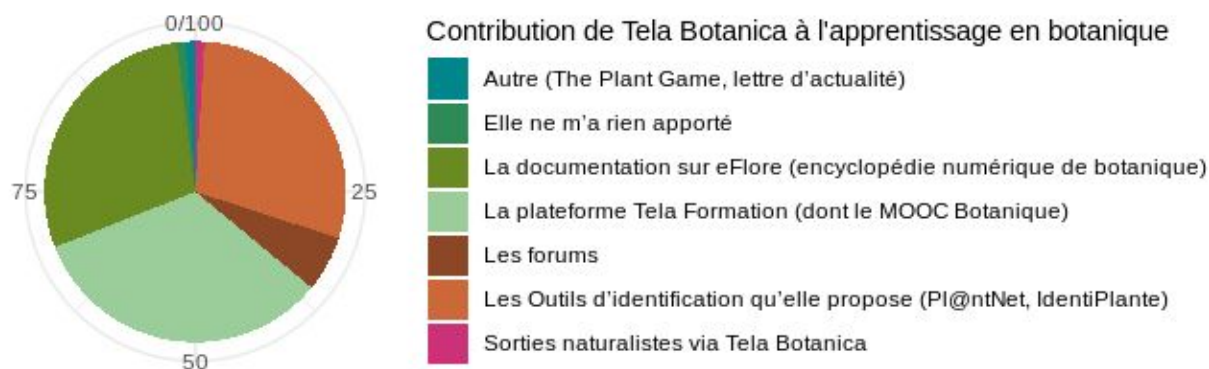 0/100
25
50
75
Contribution de Tela Botanica à l'apprentissage en botanique
Autre (The Plant Game, lettre d’actualité)
Elle ne m’a rien apporté
La documentation sur eFlore (encyclopédie numérique de botanique)
La plateforme Tela Formation (dont le MOOC Botanique)
Les forums
Les Outils d’identification qu’elle propose (Pl@ntNet, IdentiPlante)
Sorties naturalistes via Tela Botanica